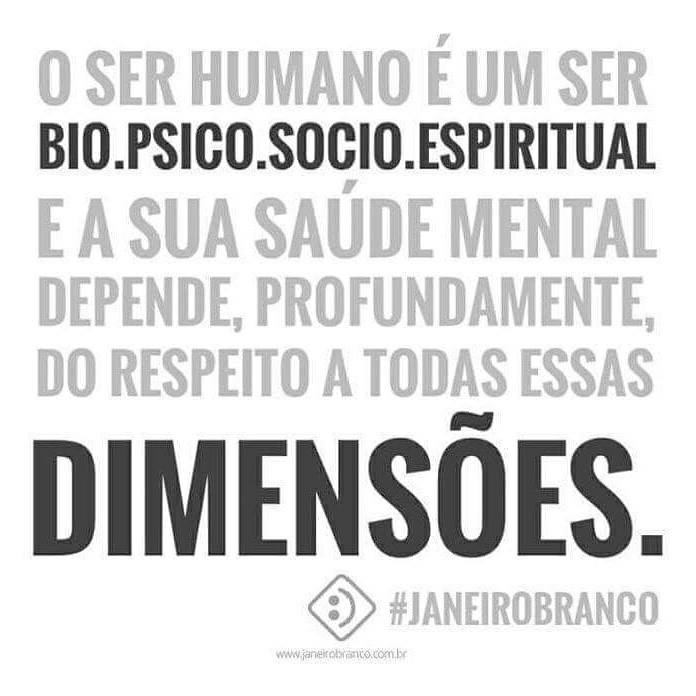 O SER HUMANO É UM SER
BIO.PSICO.SOCIO.ESPIRITUAL
E A SUA SAÚDE MENTAL
DEPENDE, PROFUNDAMENTE,
DO RESPEITO A TODAS ESSAS
DIMENSÕES.
:) #JANEIROBRANCO
www.janeirobranco.com.br